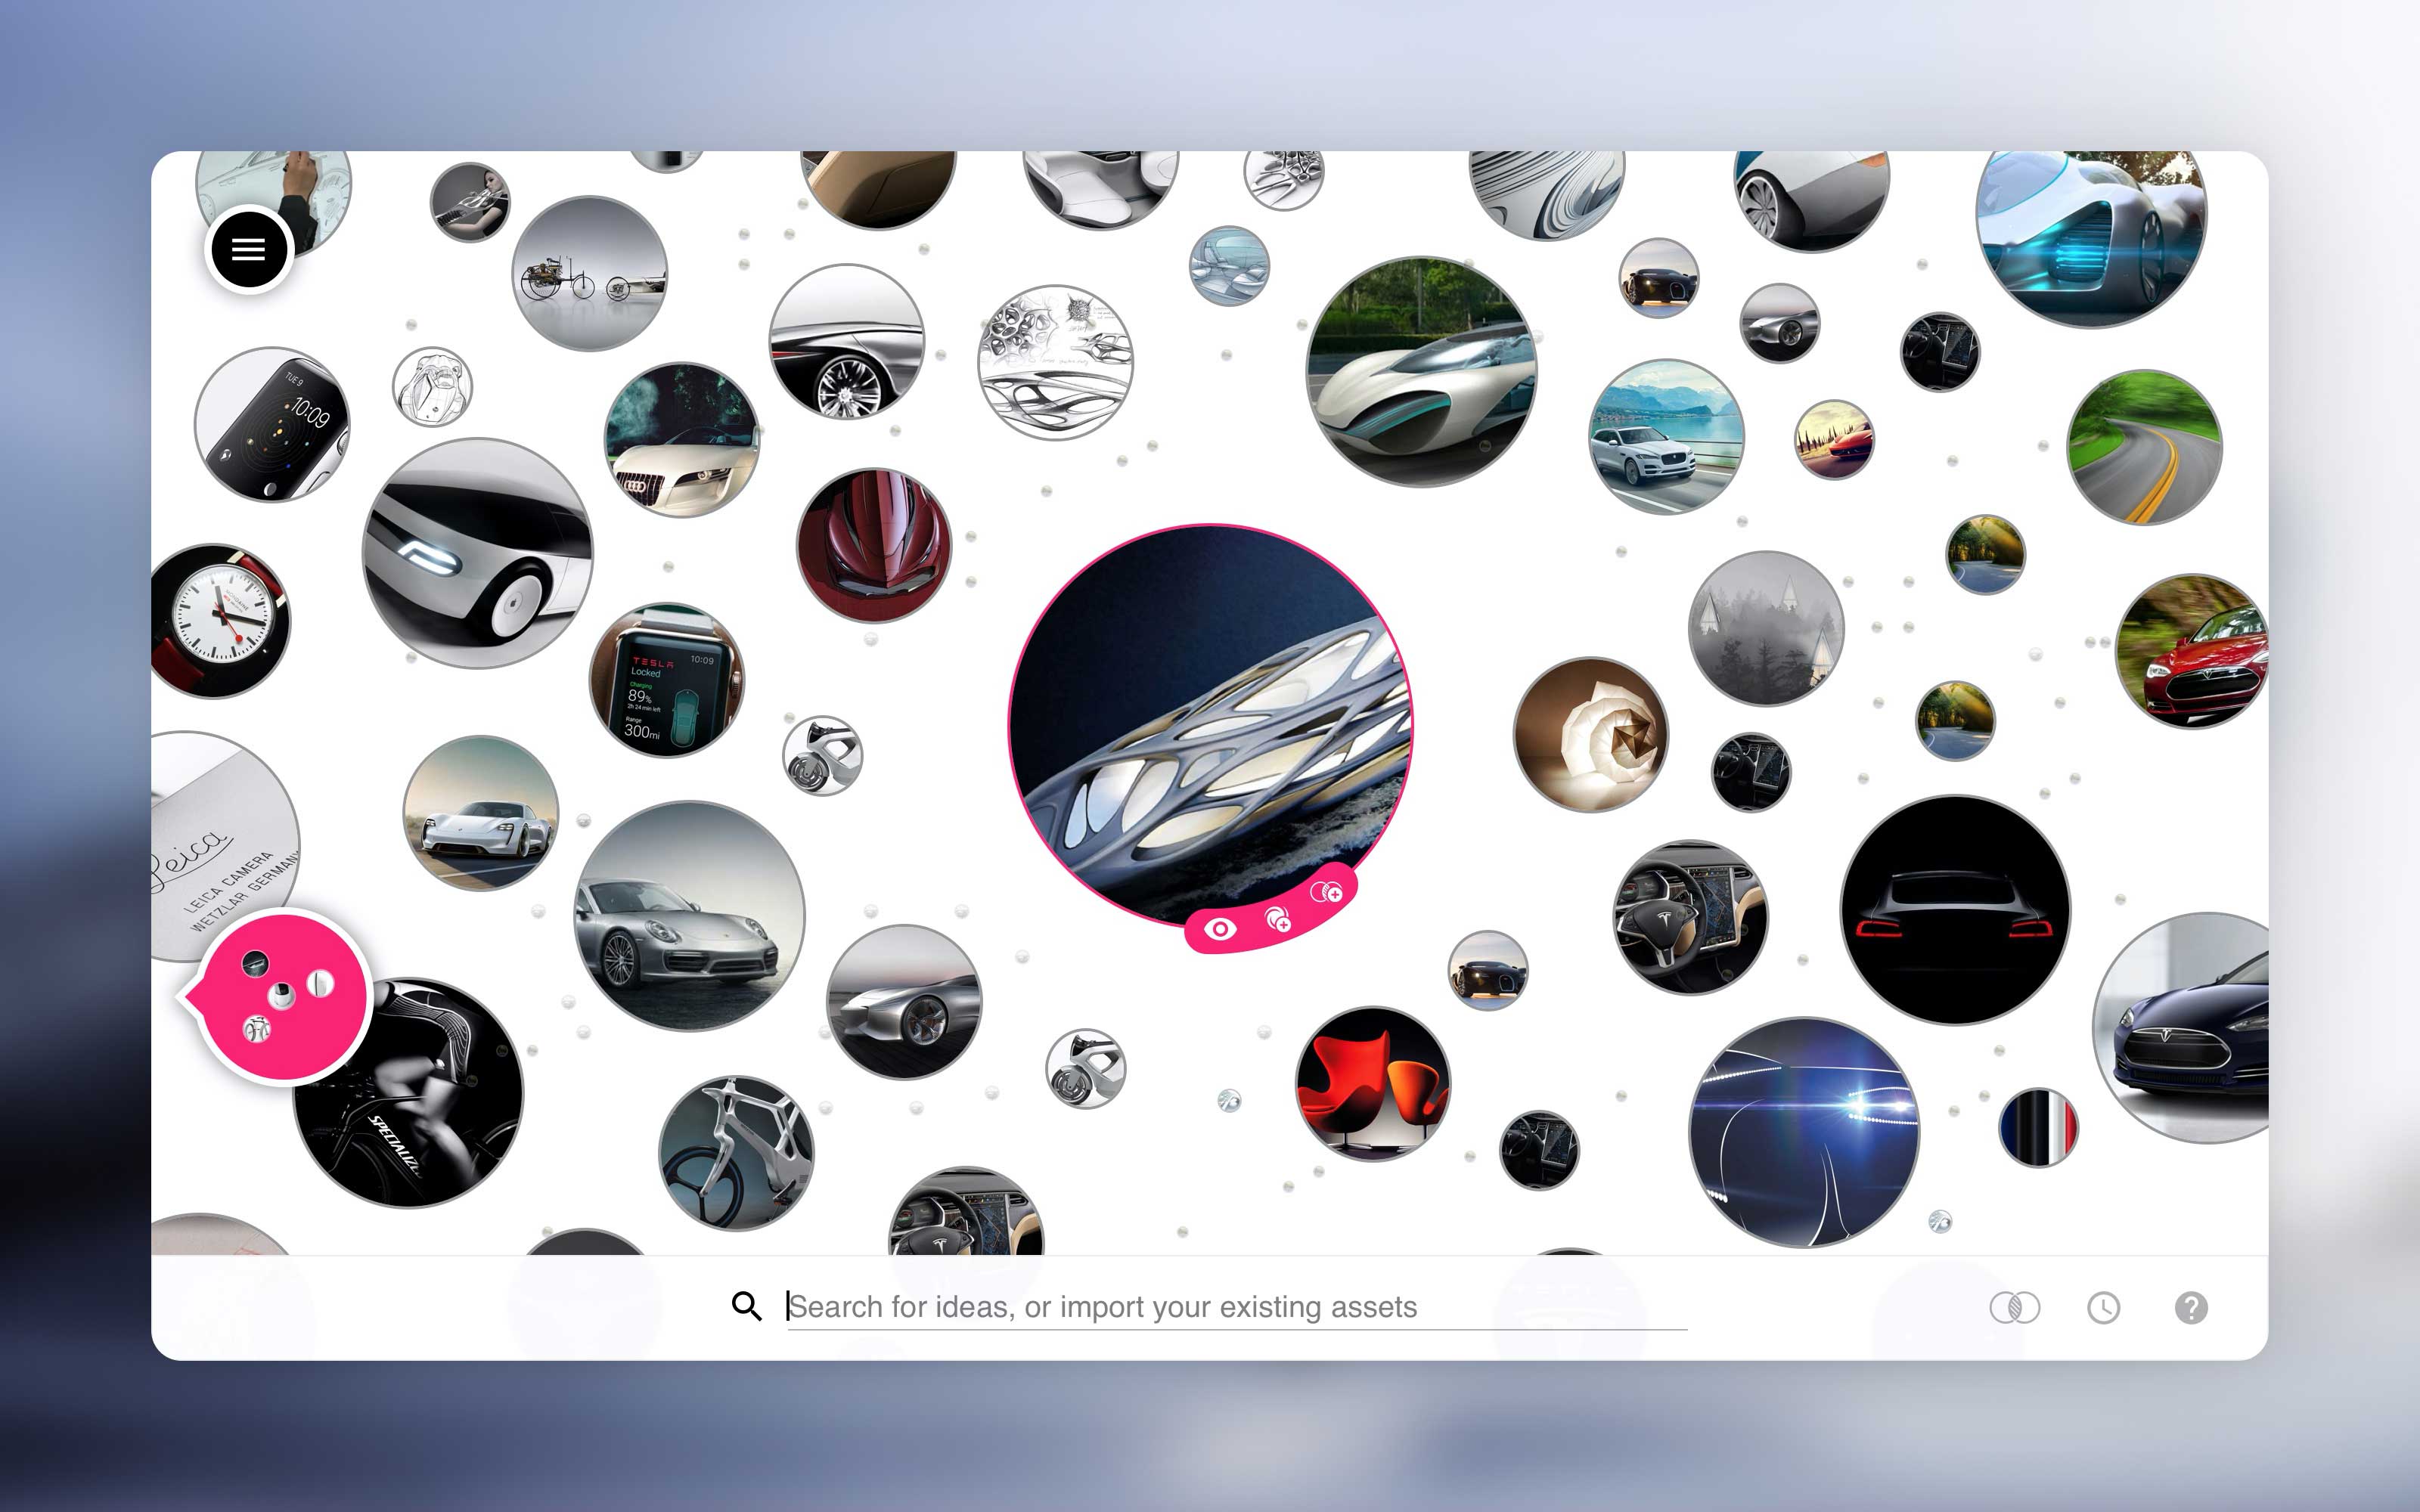 TUE 9
10:09
TESLA 10:09
Locked
Charging
89%
2h 24 min left
Range
300mi
Leica
LEICA CAMERA
WETZLAR GERMANY
SPECIALIZE
Search for ideas, or import your existing assets